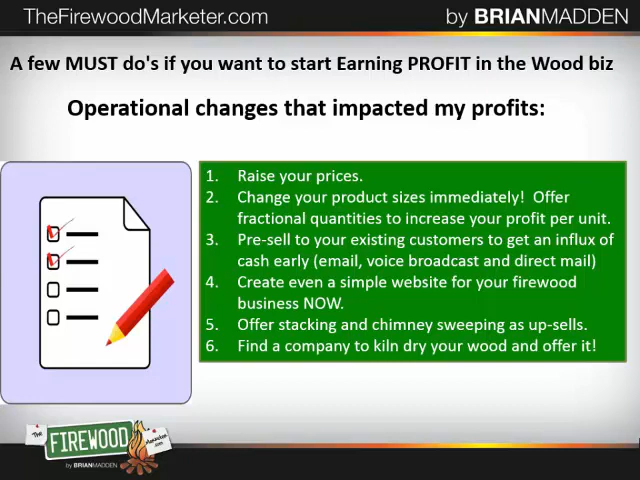 TheFirewoodMarketer.com
by BRIANMADDEN
A few MUST do's if you want to start Earning PROFIT in the Wood biz
Operational changes that impacted my profits:
1. Raise your prices.
2. Change your product sizes immediately! Offer
fractional quantities to increase your profit per unit.
3. Pre-sell to your existing customers to get an influx of
cash early (email, voice broadcast and direct mail)
4. Create even a simple website for your firewood
business NOW.
5. Offer stacking and chimney sweeping as up-sells.
6. Find a company to kiln dry your wood and offer it!
The
FIREWOOD
Marketer
.com
by BRIANMADDEN